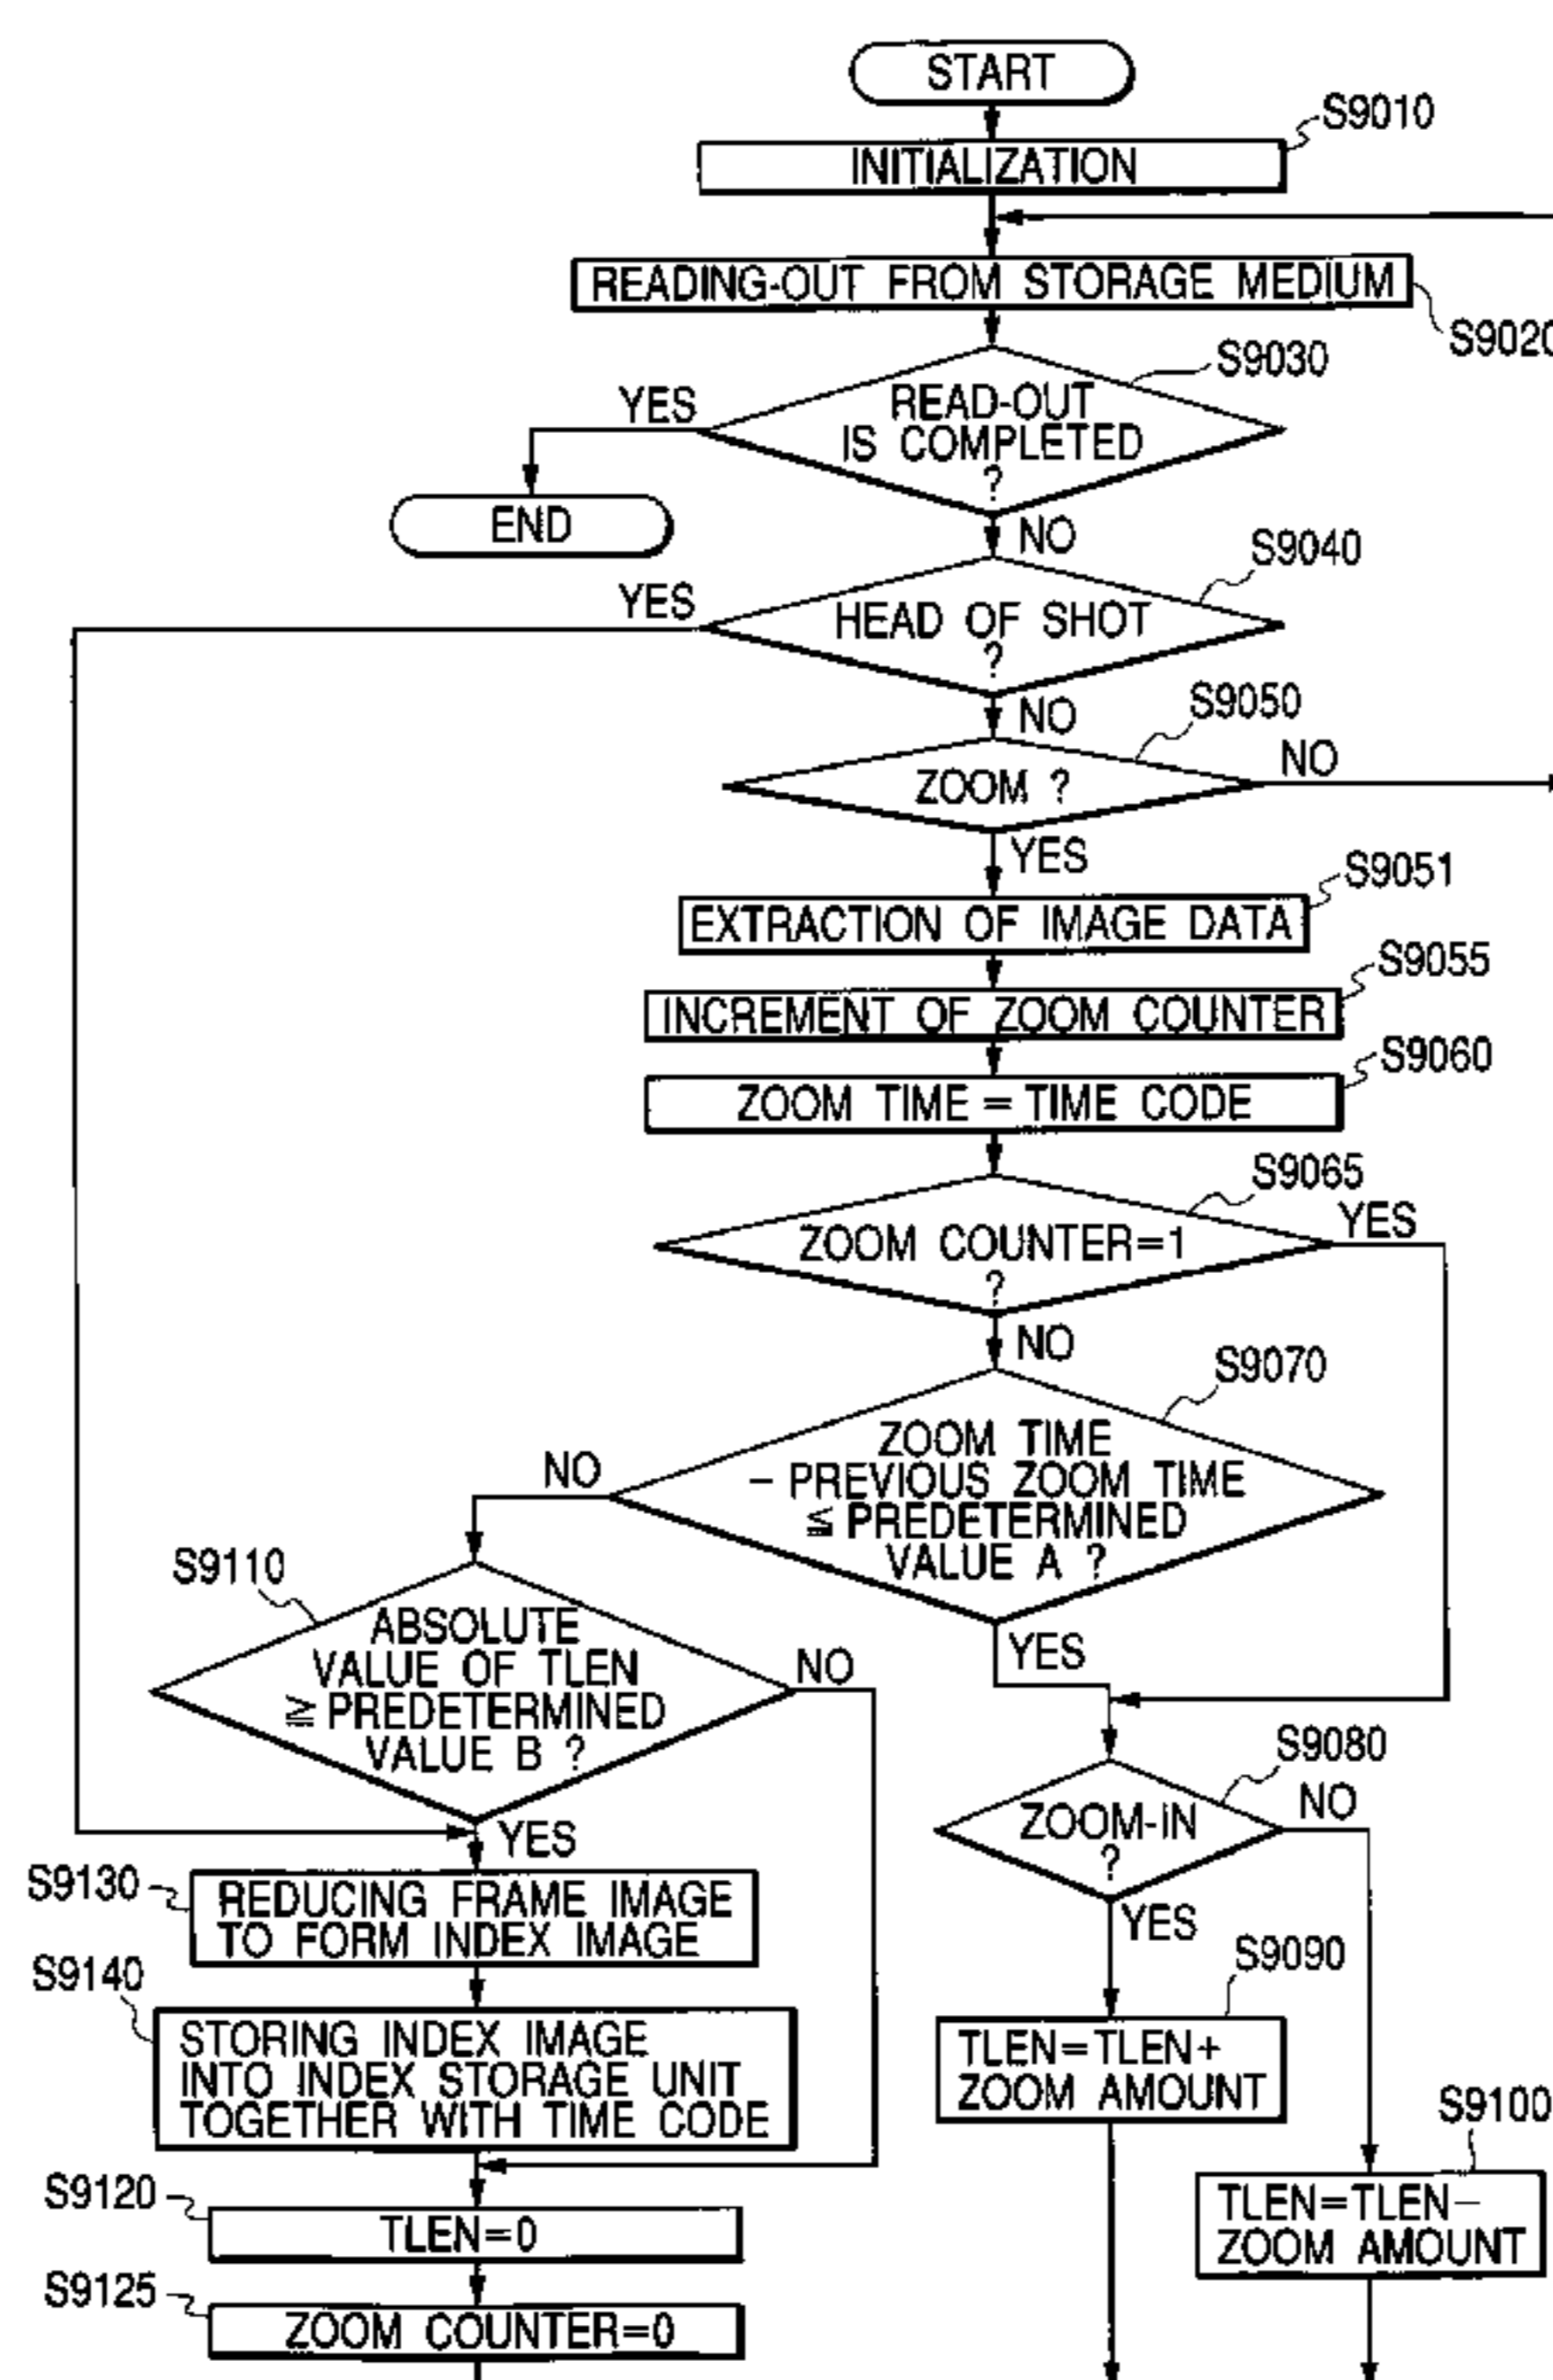 START
S9010
INITIALIZATION
READING-OUT FROM STORAGE MEDIUM
S9020
S9030
YES
READ-OUT
IS COMPLETED
?
END
NO
S9040
YES
HEAD OF SHOT
?
NO
S9050
ZOOM ?
NO
YES
S9051
EXTRACTION OF IMAGE DATA
S9055
INCREMENT OF ZOOM COUNTER
S9060
ZOOM TIME = TIME CODE
S9065
ZOOM COUNTER=1
?
YES
NO
S9070
ZOOM TIME
- PREVIOUS ZOOM TIME
≦ PREDETERMINED
VALUE A ?
NO
YES
S9110
ABSOLUTE
VALUE OF TLEN
≧ PREDETERMINED
VALUE B ?
NO
YES
S9080
ZOOM-IN
?
NO
YES
S9130
REDUCING FRAME IMAGE
TO FORM INDEX IMAGE
S9090
TLEN=TLEN+
ZOOM AMOUNT
S9140
STORING INDEX IMAGE
INTO INDEX STORAGE UNIT
TOGETHER WITH TIME CODE
S9100
TLEN=TLEN-
ZOOM AMOUNT
S9120
TLEN=0
S9125
ZOOM COUNTER=0